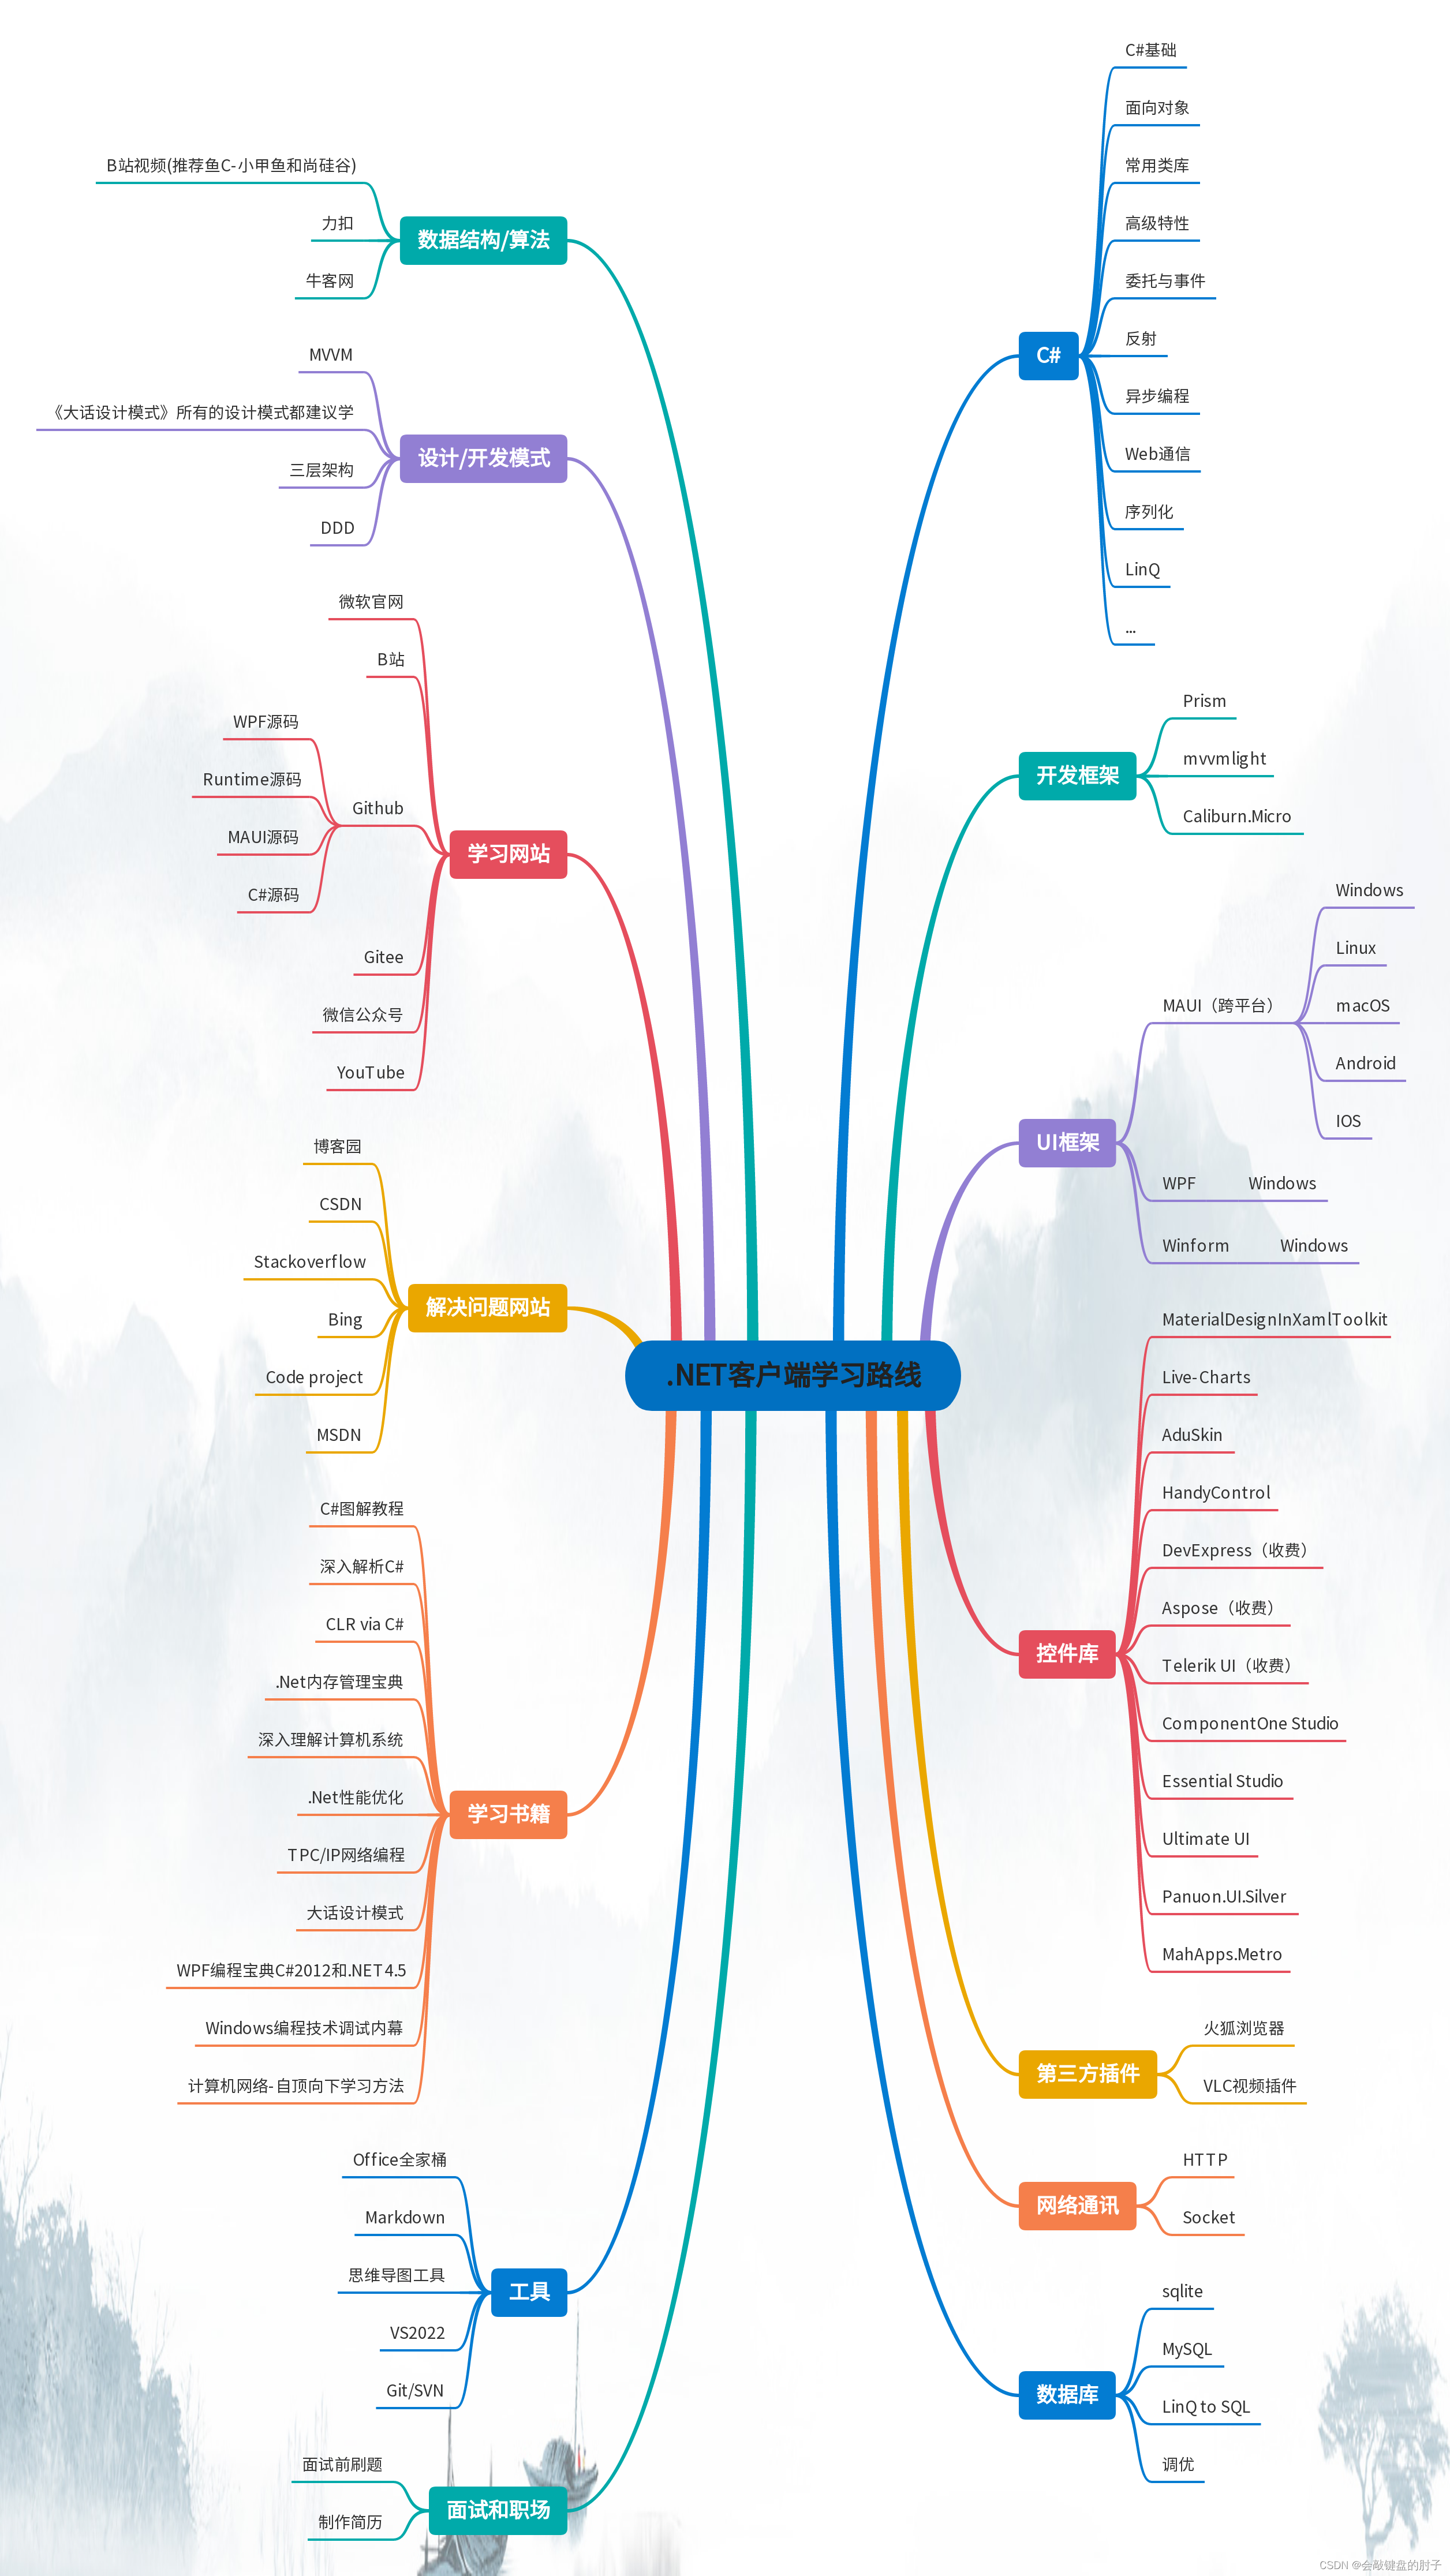 .NET客户端学习路线
C#
C#基础
面向对象
常用类库
高级特性
委托与事件
反射
异步编程
Web通信
序列化
LinQ
...
开发框架
Prism
mvvmlight
Caliburn.Micro
UI框架
MAUI（跨平台）
Windows
Linux
macOS
Android
IOS
WPF Windows
Winform Windows
控件库
MaterialDesignInXamlToolkit
Live-Charts
AduSkin
HandyControl
DevExpress（收费）
Aspose（收费）
Telerik UI（收费）
ComponentOne Studio
Essential Studio
Ultimate UI
Panuon.UI.Silver
MahApps.Metro
第三方插件
火狐浏览器
VLC视频插件
网络通讯
HTTP
Socket
数据库
sqlite
MySQL
LinQ to SQL
调优
数据结构/算法
B站视频(推荐鱼C-小甲鱼和尚硅谷)
力扣
牛客网
设计/开发模式
MVVM
《大话设计模式》所有的设计模式都建议学
三层架构
DDD
学习网站
微软官网
B站
Github
WPF源码
Runtime源码
MAUI源码
C#源码
Gitee
微信公众号
YouTube
解决问题网站
博客园
CSDN
Stackoverflow
Bing
Code project
MSDN
学习书籍
C#图解教程
深入解析C#
CLR via C#
.Net内存管理宝典
深入理解计算机系统
.Net性能优化
TPC/IP网络编程
大话设计模式
WPF编程宝典C#2012和.NET4.5
Windows编程技术调试内幕
计算机网络-自顶向下学习方法
工具
Office全家桶
Markdown
思维导图工具
VS2022
Git/SVN
面试和职场
面试前刷题
制作简历
CSDN @会敲键盘的肘子